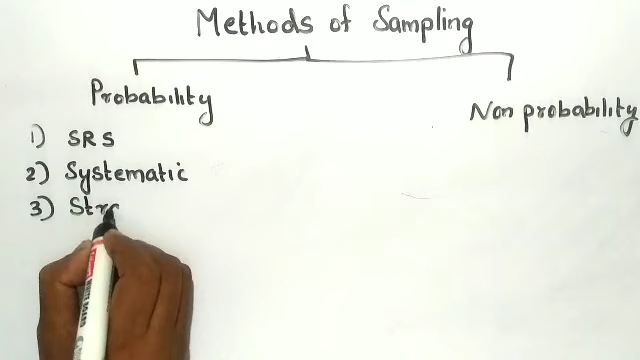 Methods of Sampling
Probability
Non probability
1) SRS
2) Systematic
3) Str